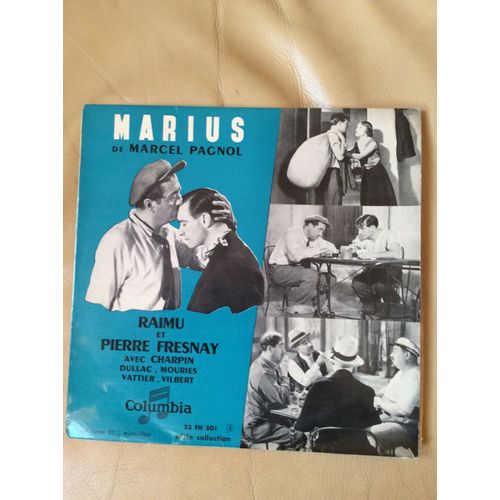 MARIUS
DE MARCEL PAGNOL
RAIMU
ET
PIERRE FRESNAY
AVEC CHARPIN
DULLAC, MOURIES
VATTIER, VILBERT
Columbia
33 FH 501 A
collection